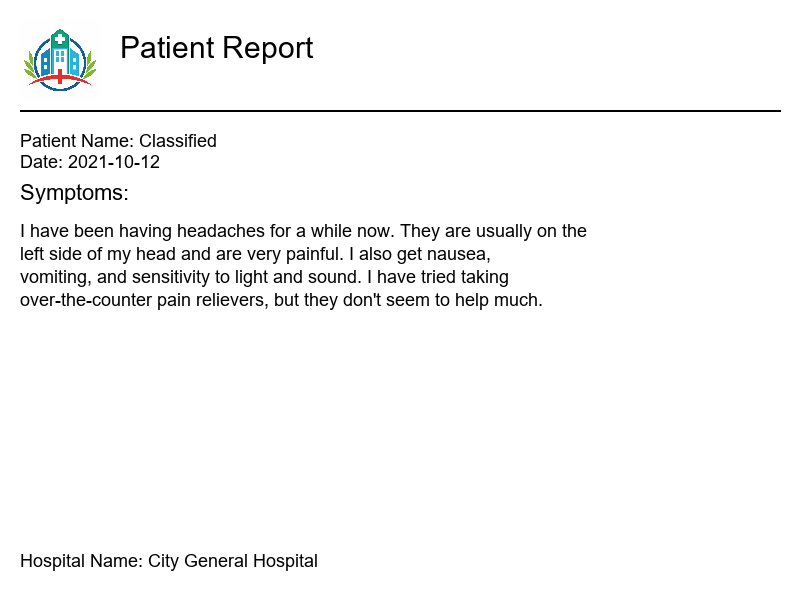 Patient Report
Patient Name: Classified
Date: 2021-10-12
Symptoms:
I have been having headaches for a while now. They are usually on the
left side of my head and are very painful. I also get nausea,
vomiting, and sensitivity to light and sound. I have tried taking
over-the-counter pain relievers, but they don't seem to help much.
Hospital Name: City General Hospital